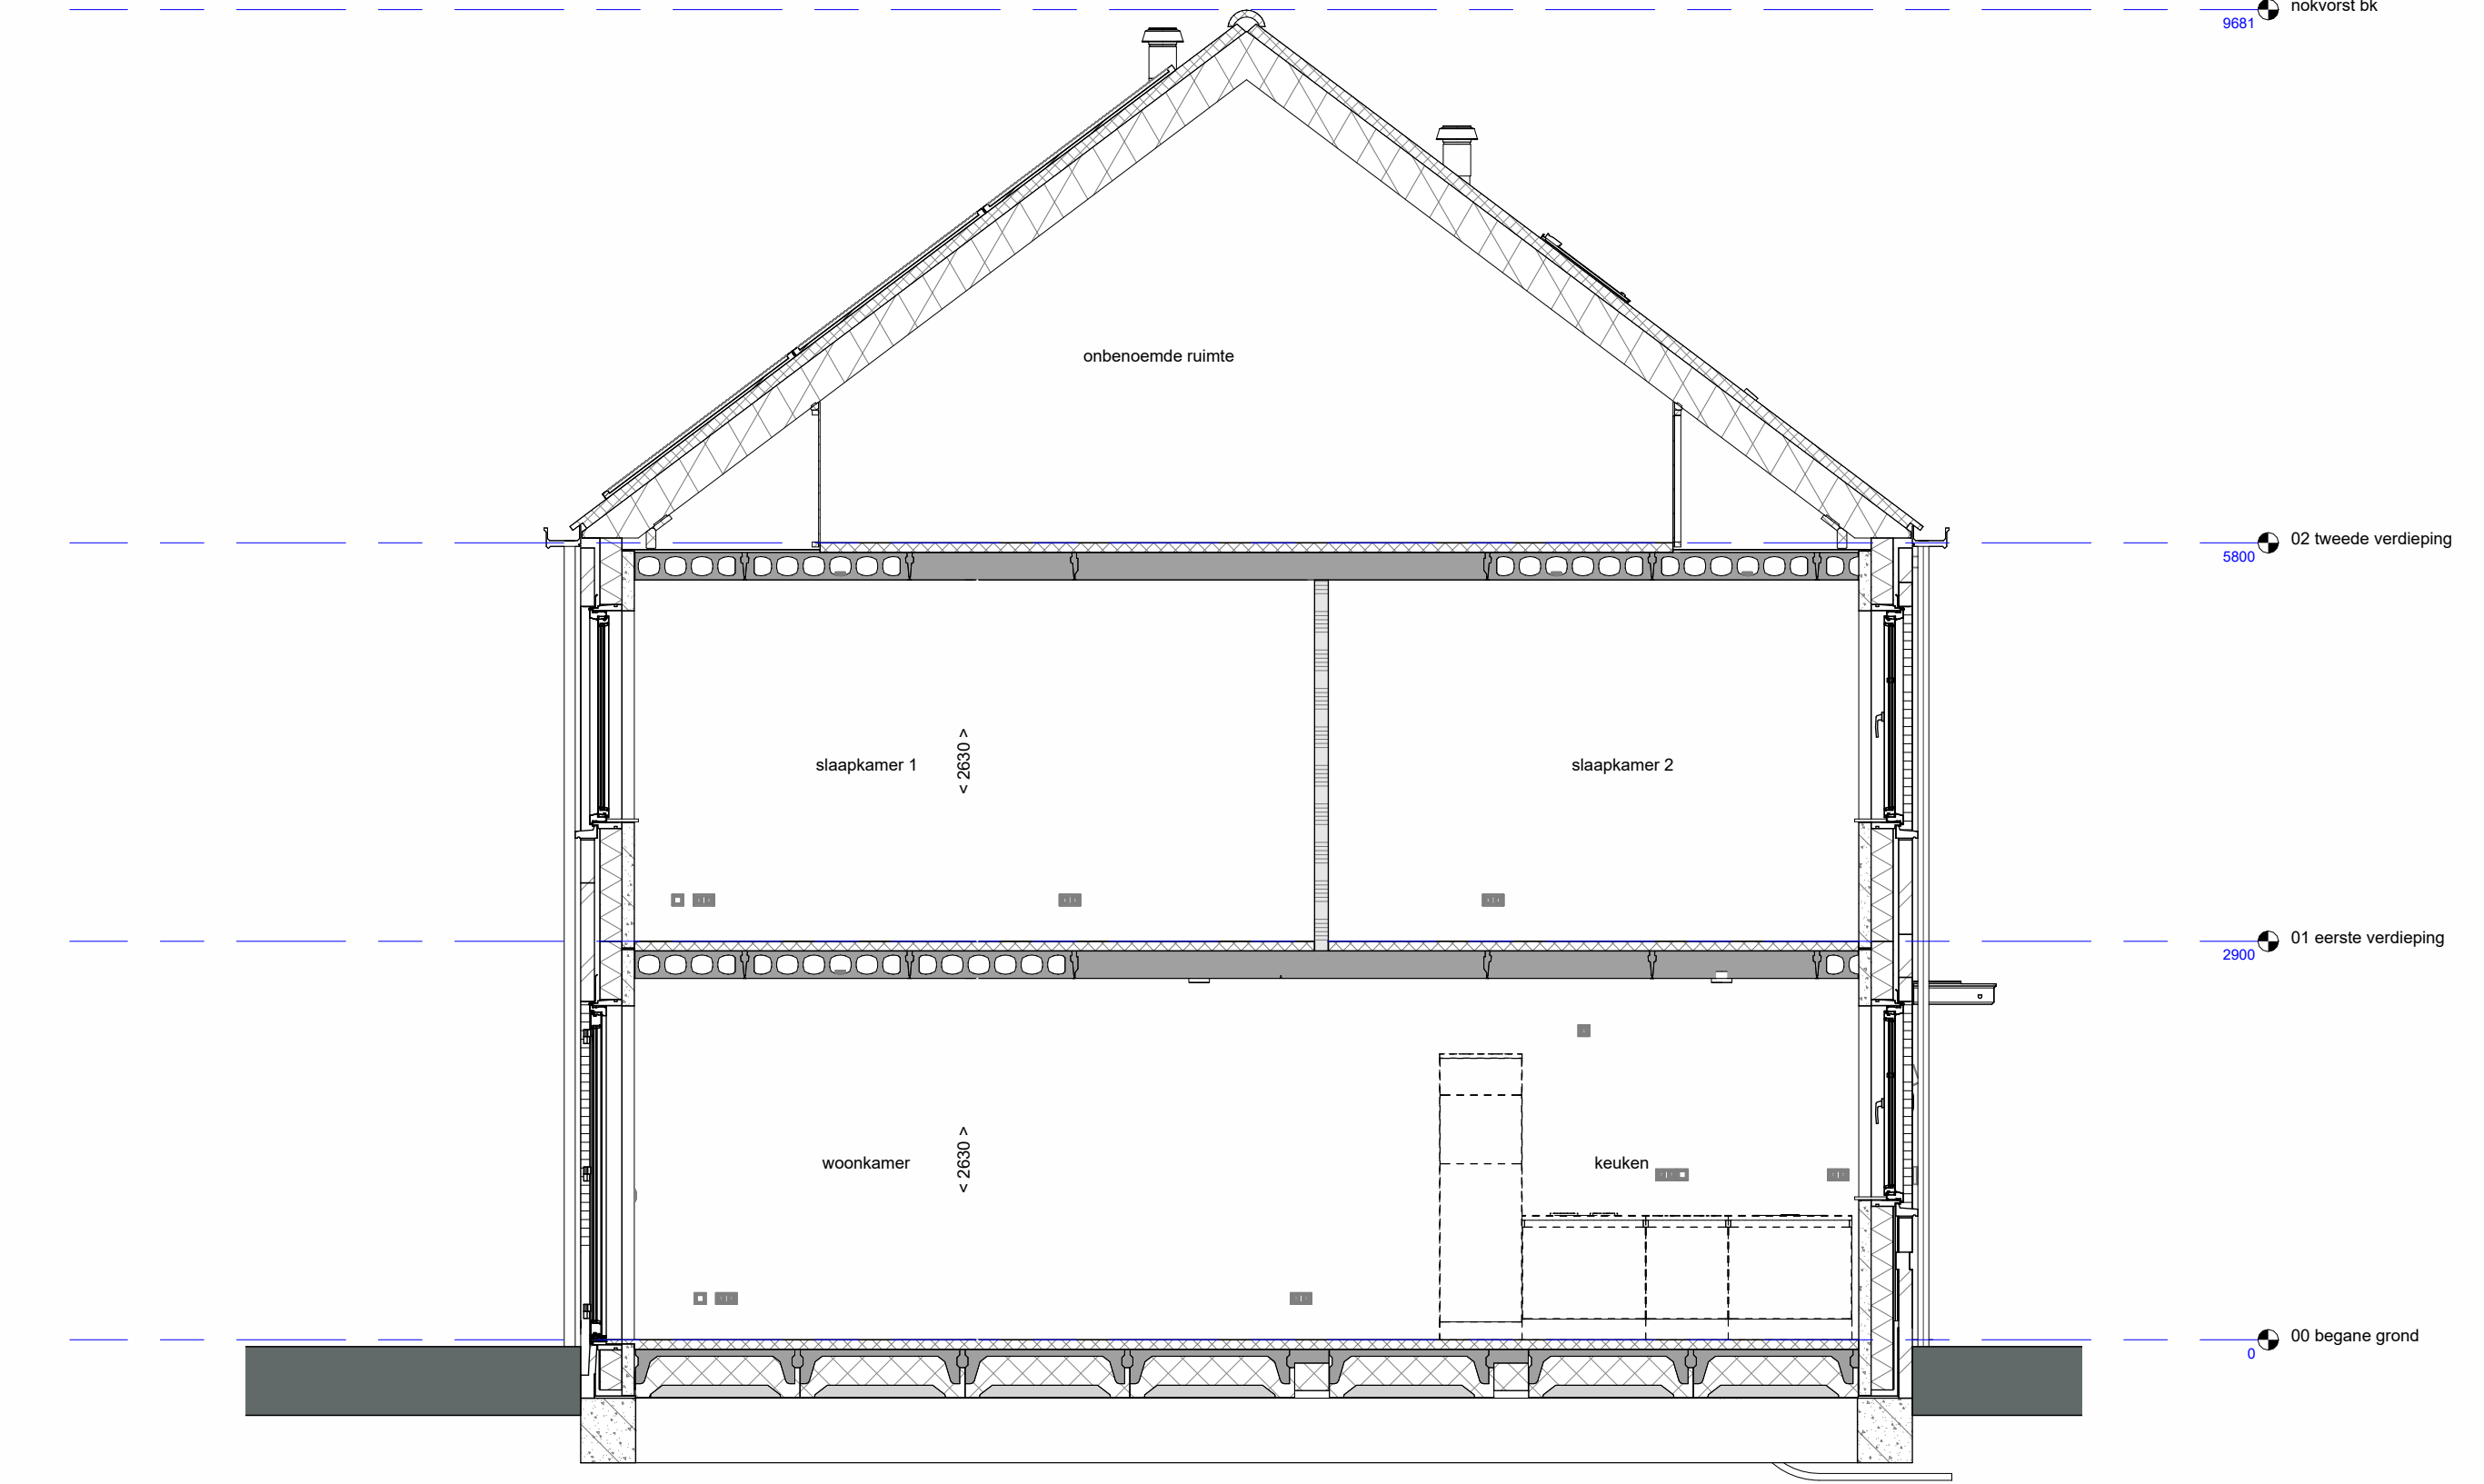 nokvorst bk
9681
onbenoemde ruimte
02 tweede verdieping
5800
slaapkamer 1
< 2630 >
slaapkamer 2
01 eerste verdieping
2900
woonkamer
< 2630 >
keuken
00 begane grond
0